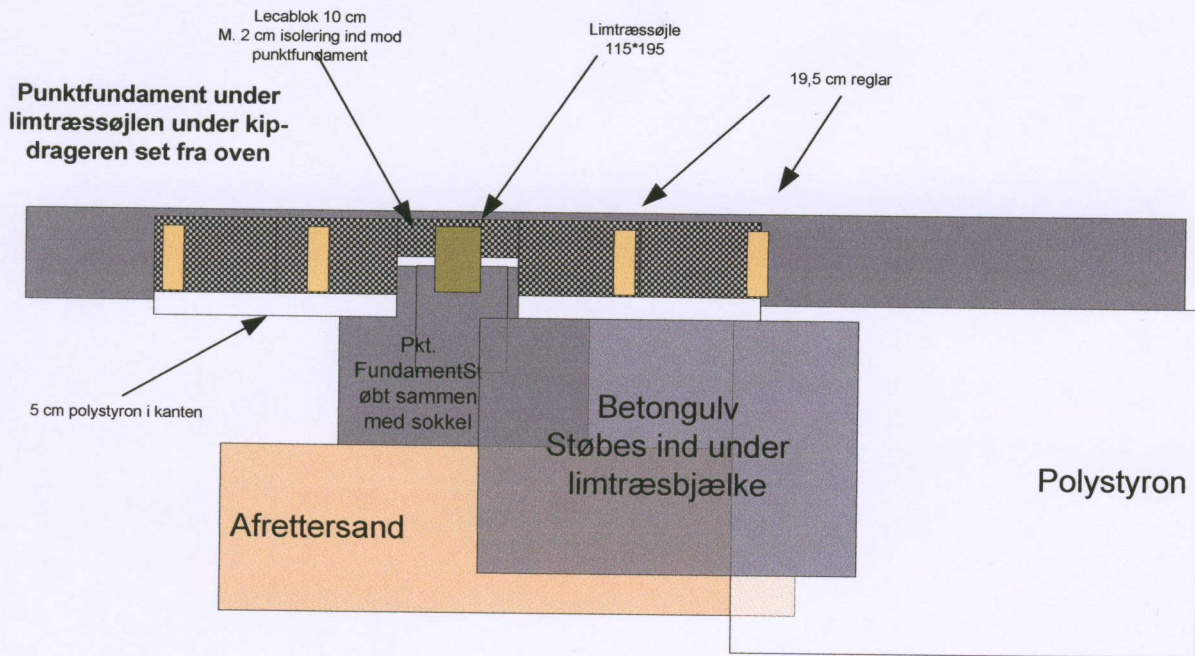 Lecablok 10 cm
M. 2 cm isolering ind mod
punktfundament
Limtræssøjle
115*195
19,5 cm reglar
Punktfundament under
limtræssøjlen under kip-
drageren set fra oven
5 cm polystyron i kanten
Pkt.
FundamentSt
øbt sammen
med sokkel
Betongulv
Støbes ind under
limtræsbjælke
Polystyron
Afrettersand